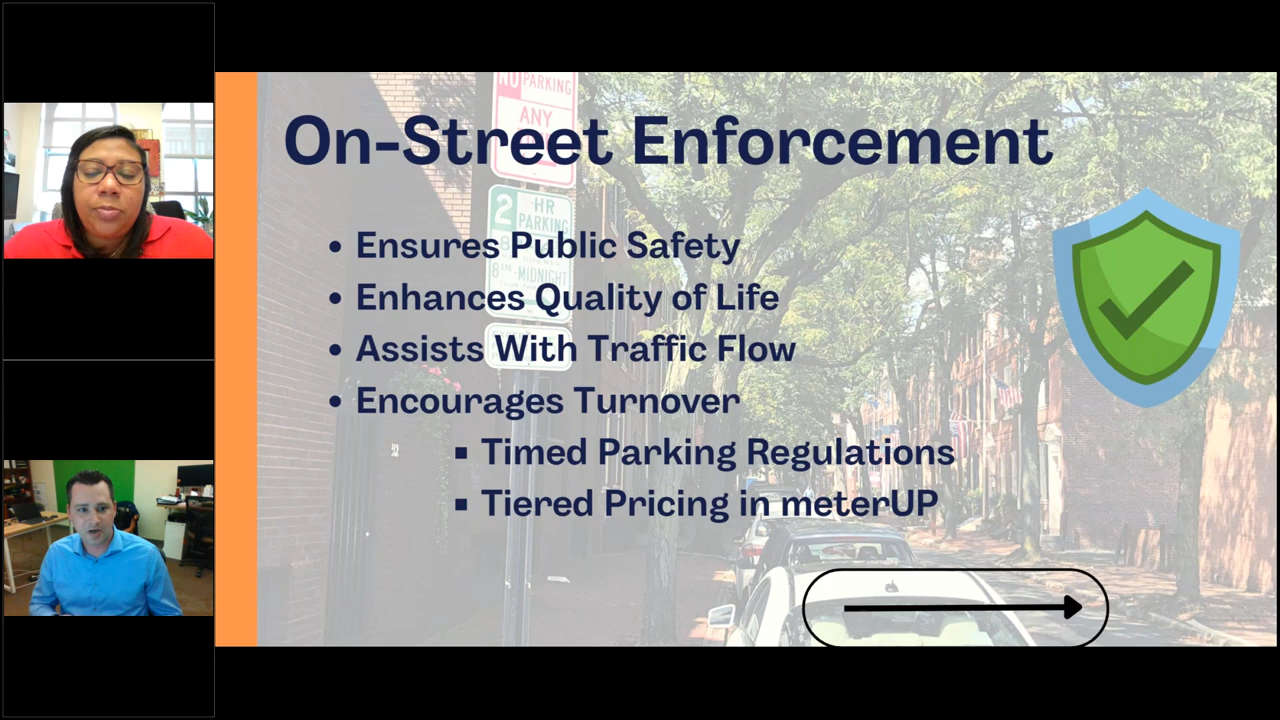 On-Street Enforcement
• Ensures Public Safety
• Enhances Quality of Life
• Assists With Traffic Flow
• Encourages Turnover
▪ Timed Parking Regulations
▪ Tiered Pricing in meterUP
NO PARKING
ANY
2 HR
PARKING
8AM-MIDNIGHT